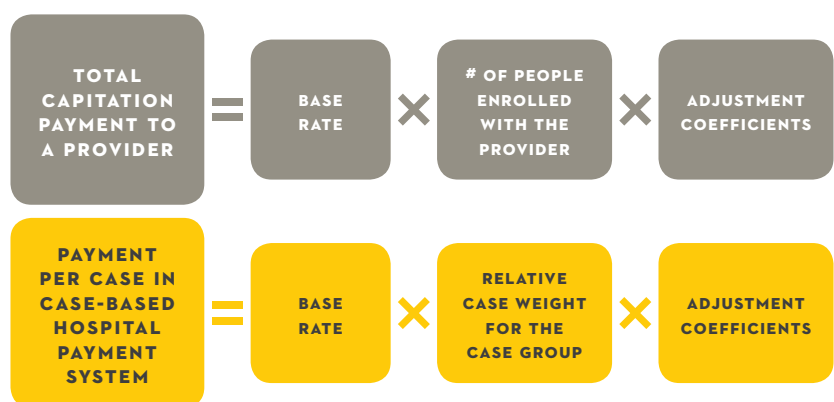 TOTAL
CAPITATION
PAYMENT TO
A PROVIDER
=
BASE
RATE
×
# OF PEOPLE
ENROLLED
WITH THE
PROVIDER
×
ADJUSTMENT
COEFFICIENTS
PAYMENT
PER CASE IN
CASE-BASED
HOSPITAL
PAYMENT
SYSTEM
=
BASE
RATE
×
RELATIVE
CASE WEIGHT
FOR THE
CASE GROUP
×
ADJUSTMENT
COEFFICIENTS